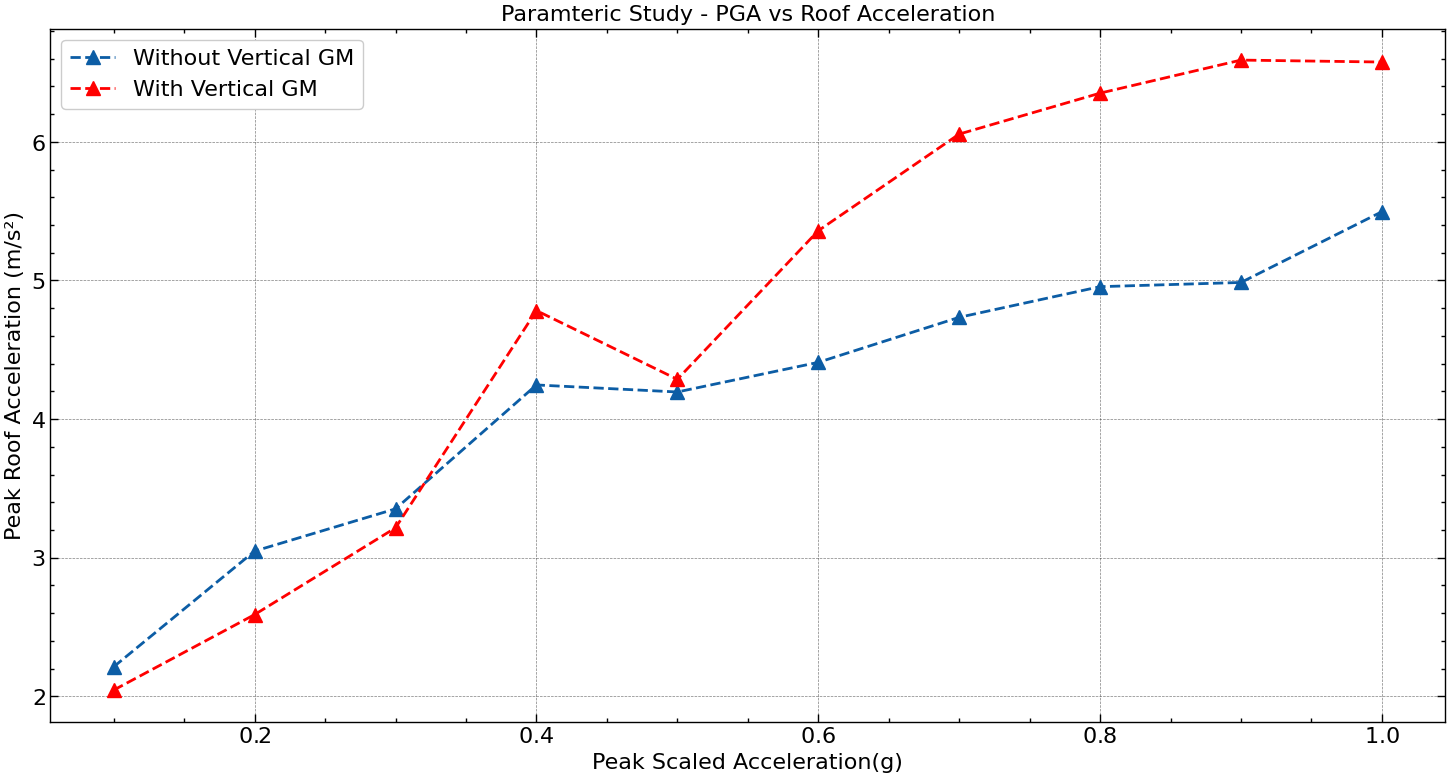 Paramteric Study - PGA vs Roof Acceleration
Without Vertical GM
With Vertical GM
Peak Roof Acceleration (m/s²)
6
5
4
3
2
0.2
0.4
0.6
0.8
1.0
Peak Scaled Acceleration(g)